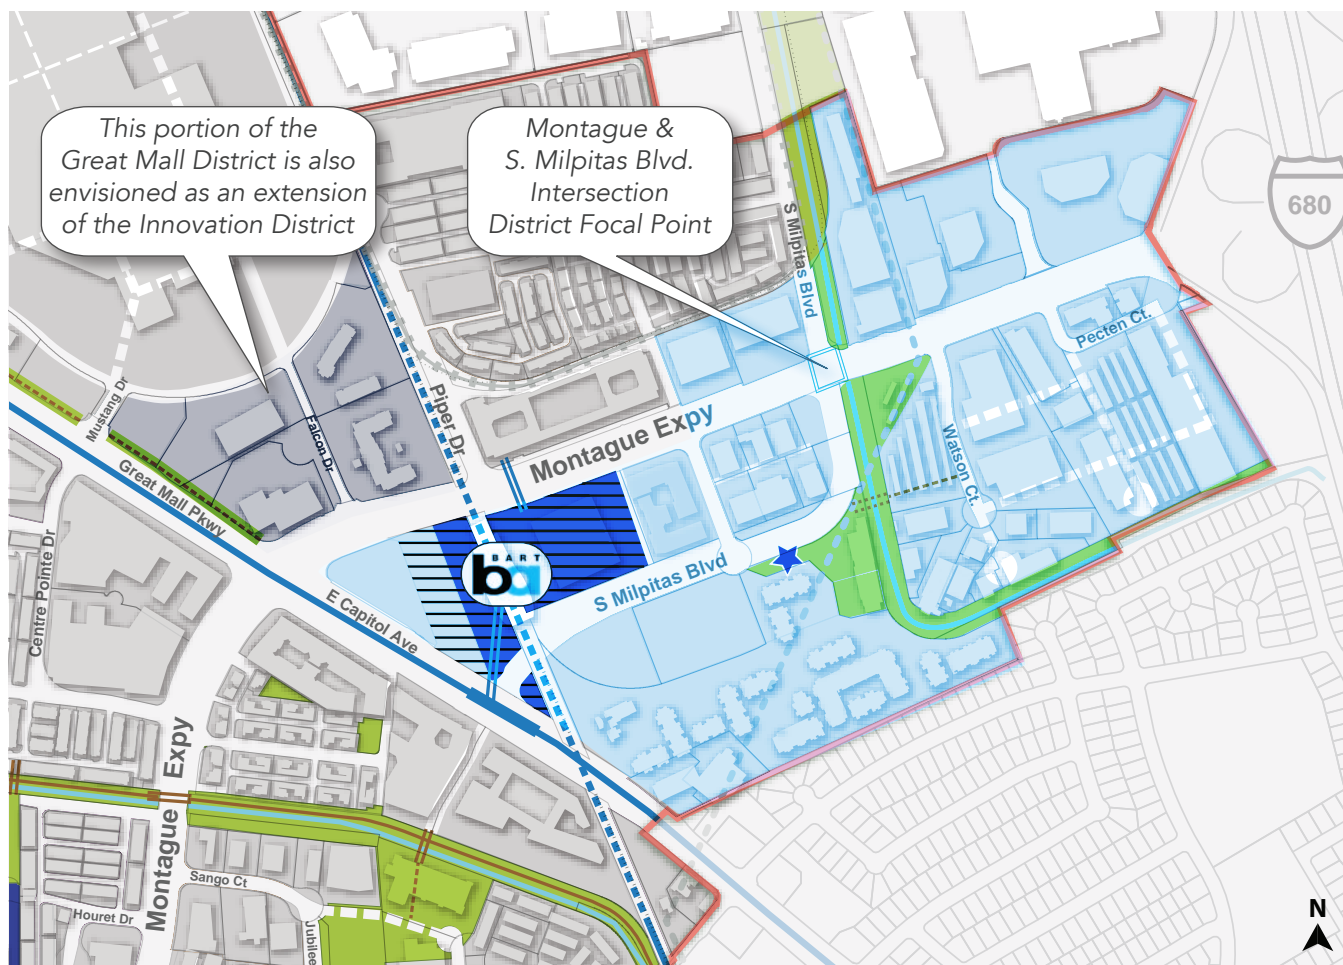 This portion of the
Great Mall District is also
envisioned as an extension
of the Innovation District
Montague &
S. Milpitas Blvd.
Intersection
District Focal Point
680
S Milpitas Blvd
Pecten Ct.
Mustang Dr
Falcon Dr
Piper Dr
Montague Expy
Watson Ct.
Great Mall Pkwy
Centre Pointe Dr
BART
ba
S Milpitas Blvd
E Capitol Ave
Montague Expy
Sango Ct
Houret Dr
Jubilee
N